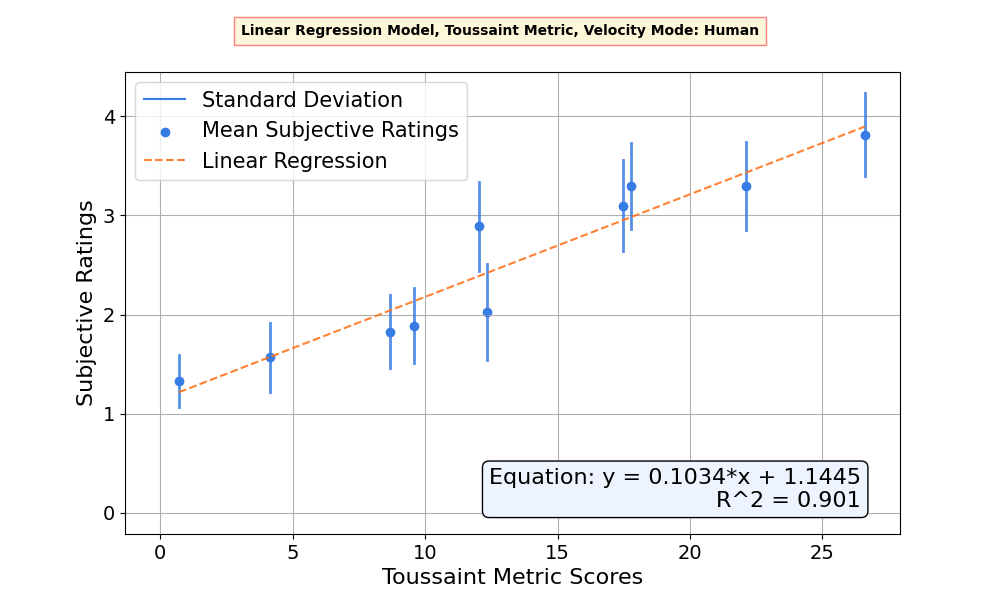 Linear Regression Model, Toussaint Metric, Velocity Mode: Human
Standard Deviation
Mean Subjective Ratings
Linear Regression
4
3
2
1
0
Subjective Ratings
Equation: y = 0.1034*x + 1.1445
R^2 = 0.901
0 5 10 15 20 25
Toussaint Metric Scores